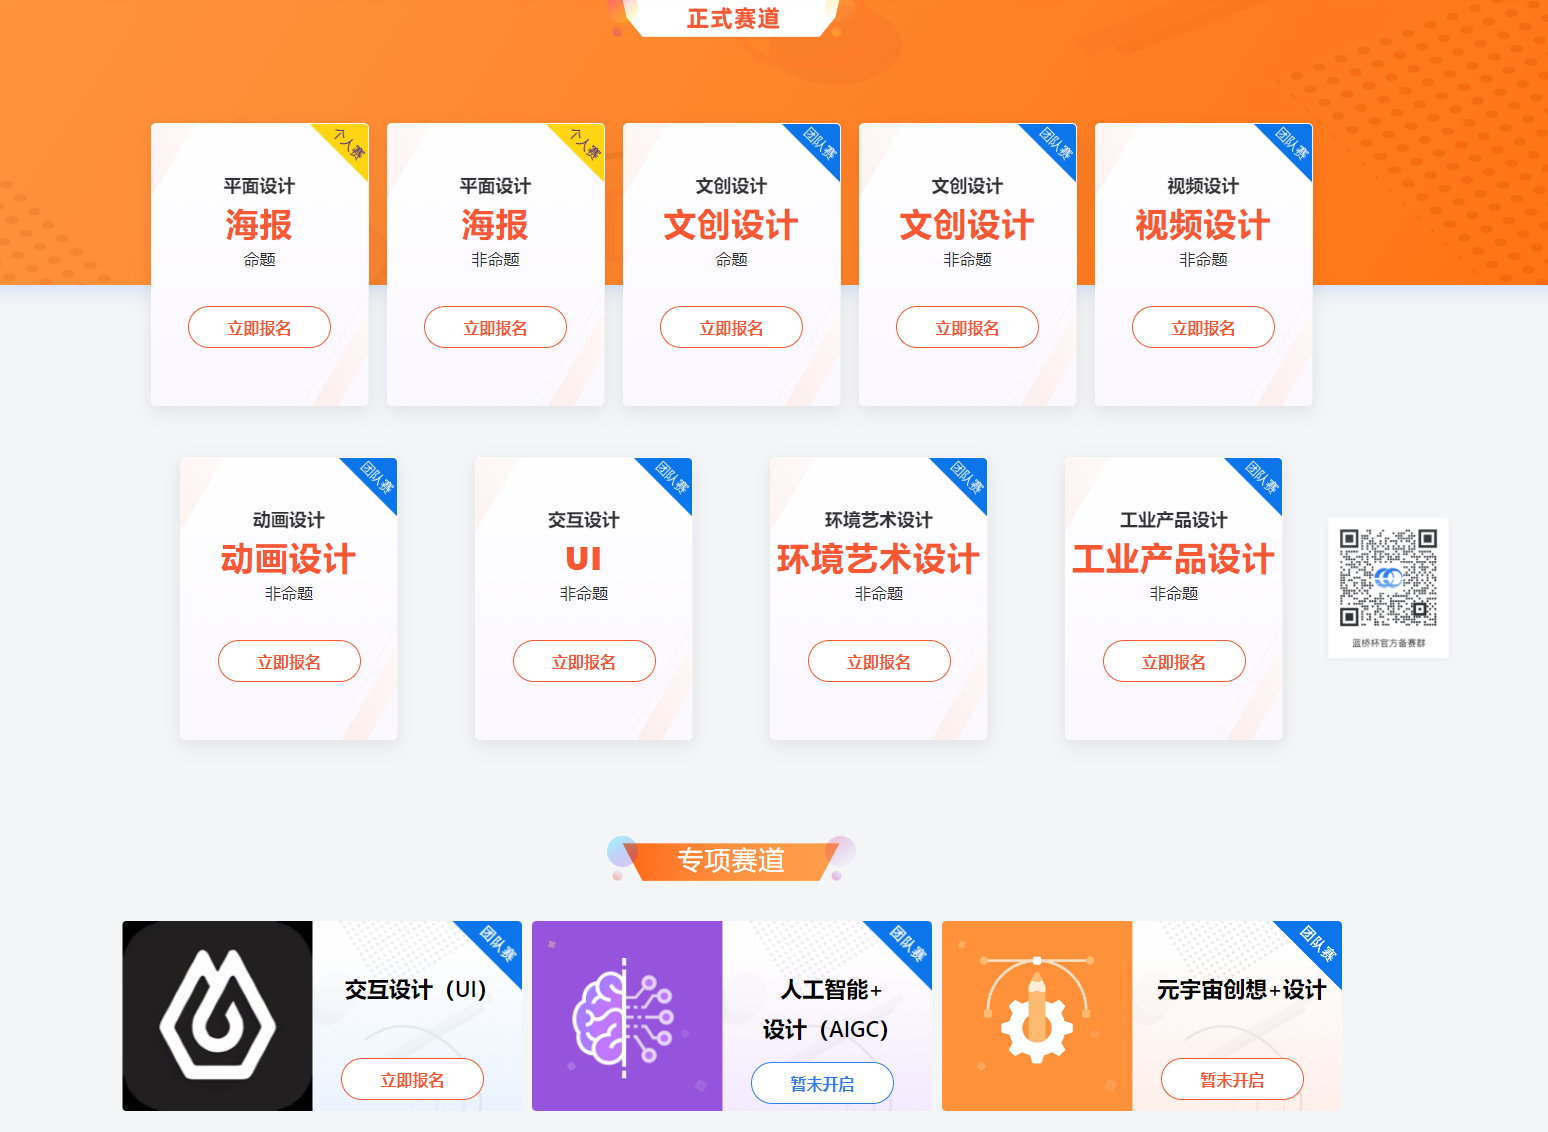 正式赛道
个人赛
平面设计
海报
命题
立即报名
个人赛
平面设计
海报
非命题
立即报名
团队赛
文创设计
文创设计
命题
立即报名
团队赛
文创设计
文创设计
非命题
立即报名
团队赛
视频设计
视频设计
非命题
立即报名
团队赛
动画设计
动画设计
非命题
立即报名
团队赛
交互设计
UI
非命题
立即报名
团队赛
环境艺术设计
环境艺术设计
非命题
立即报名
团队赛
工业产品设计
工业产品设计
非命题
立即报名
蓝桥杯官方备赛群
专项赛道
团队赛
交互设计（UI）
立即报名
团队赛
人工智能+
设计（AIGC）
暂未开启
团队赛
元宇宙创想+设计
暂未开启